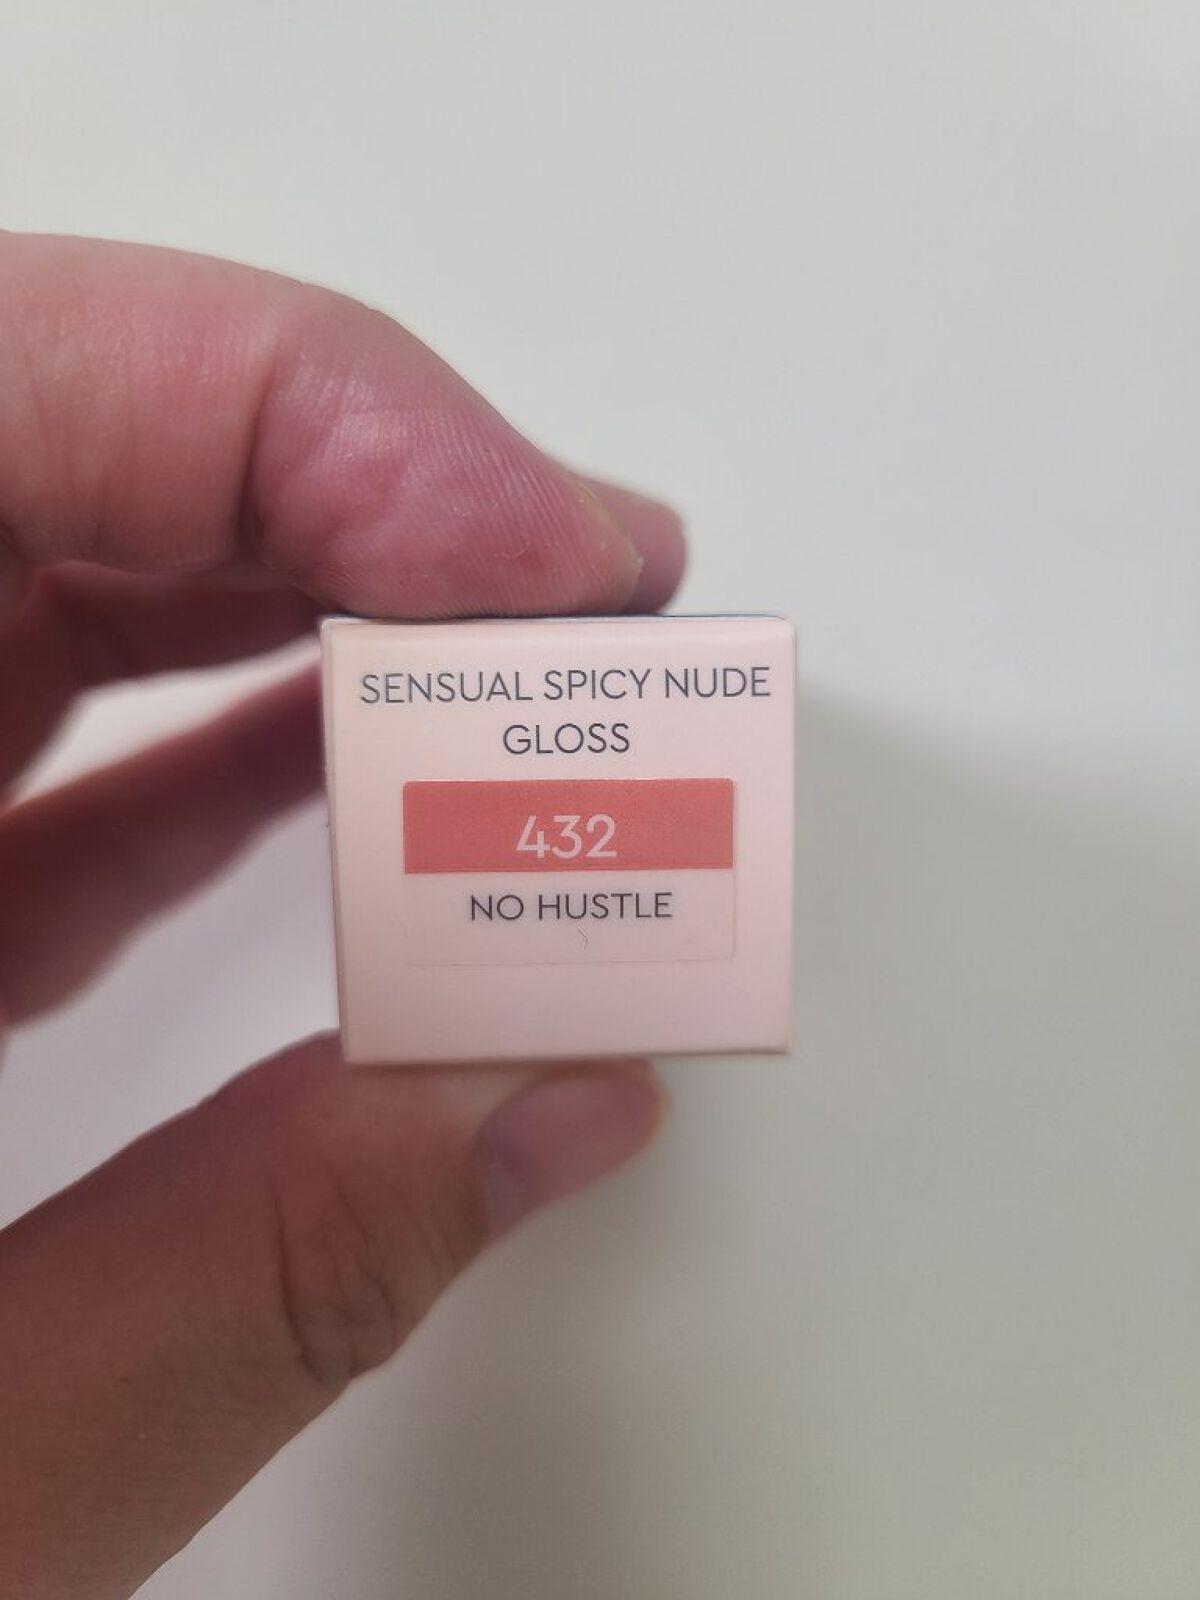 SENSUAL SPICY NUDE
GLOSS
432
NO HUSTLE